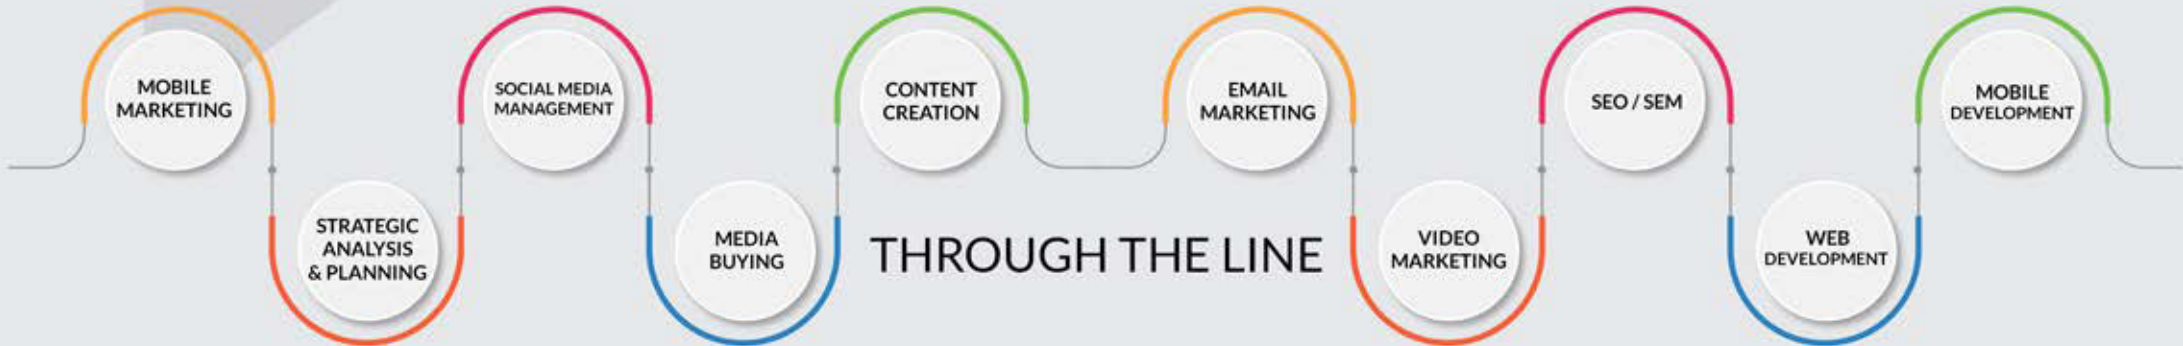 MOBILE
MARKETING
STRATEGIC
ANALYSIS
& PLANNING
SOCIAL MEDIA
MANAGEMENT
MEDIA
BUYING
CONTENT
CREATION
THROUGH THE LINE
EMAIL
MARKETING
VIDEO
MARKETING
SEO / SEM
WEB
DEVELOPMENT
MOBILE
DEVELOPMENT